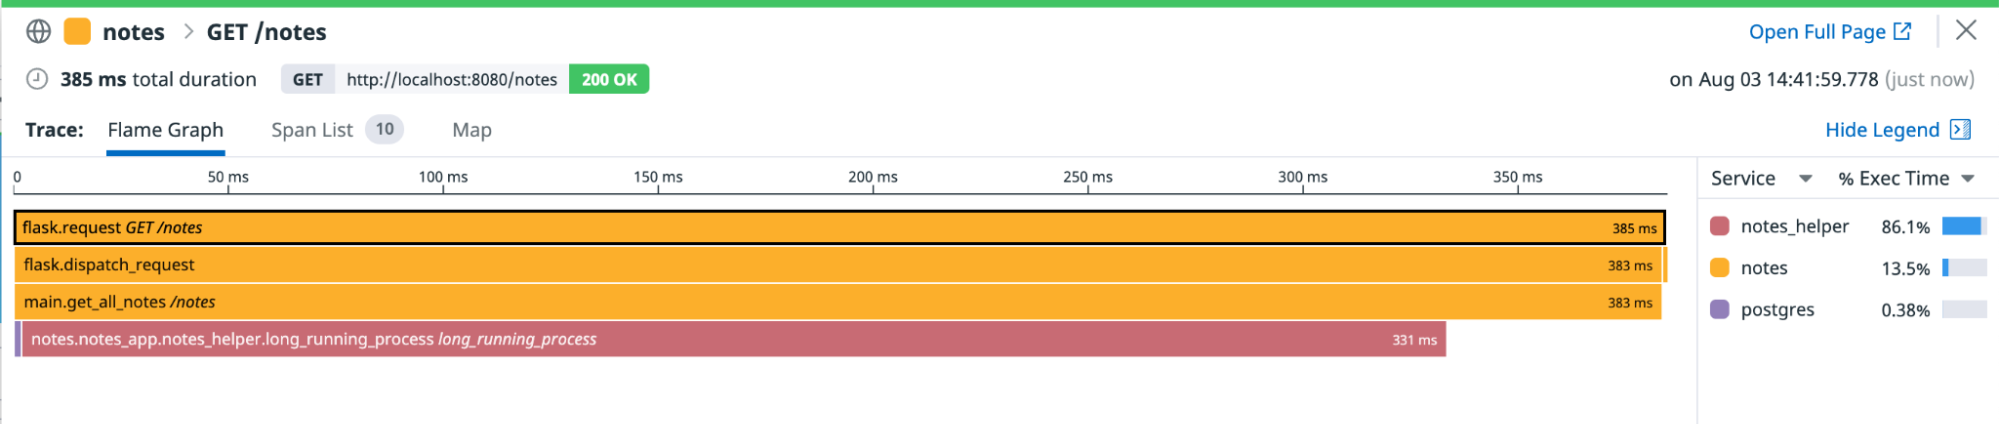 notes > GET /notes
Open Full Page
385 ms total duration GET http://localhost:8080/notes 200 OK
on Aug 03 14:41:59.778 (just now)
Trace: Flame Graph Span List 10 Map
Hide Legend
0 50 ms 100 ms 150 ms 200 ms 250 ms 300 ms 350 ms
flask.request GET /notes 385 ms
flask.dispatch_request 383 ms
main.get_all_notes /notes 383 ms
notes.notes_app.notes_helper.long_running_process long_running_process 331 ms
Service % Exec Time
notes_helper 86.1%
notes 13.5%
postgres 0.38%